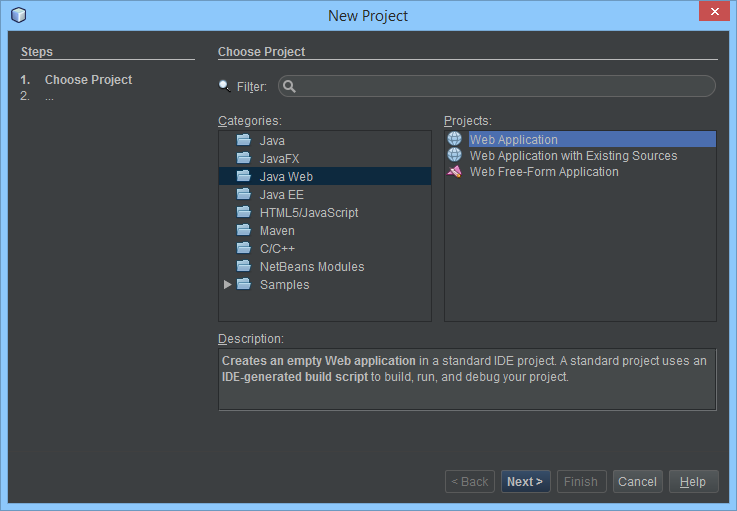 New Project
Steps
1. Choose Project
2. ...
Choose Project
Filter:
Categories:
Java
JavaFX
Java Web
Java EE
HTML5/JavaScript
Maven
C/C++
NetBeans Modules
Samples
Projects:
Web Application
Web Application with Existing Sources
Web Free-Form Application
Description:
Creates an empty Web application in a standard IDE project. A standard project uses an
IDE-generated build script to build, run, and debug your project.
< Back Next > Finish Cancel Help